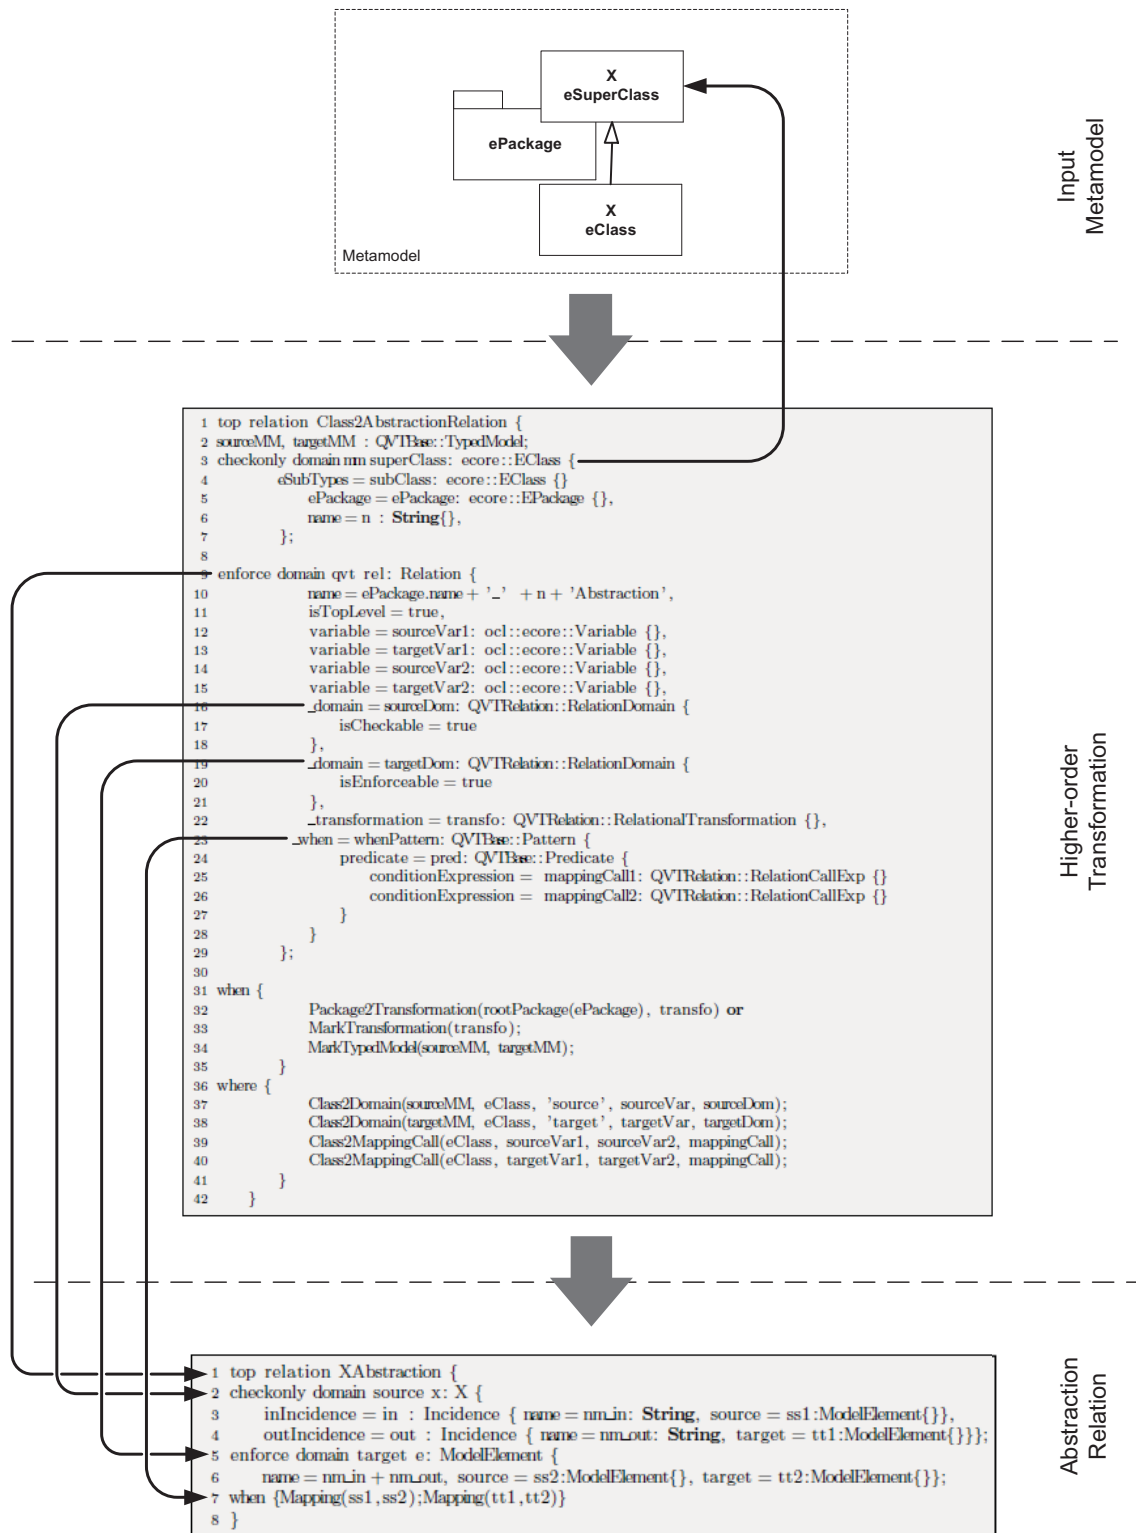 X
eSuperClass
ePackage
X
eClass
Metamodel
Input
Metamodel
1 top relation Class2AbstractionRelation {
2 sourceMM, targetMM : QVTBase::TypedModel;
3 checkonly domain mm superClass: ecore::EClass {
4 eSubTypes = subClass: ecore::EClass {}
5 ePackage = ePackage: ecore::EPackage {},
6 name = n : String{},
7 };
8
9 enforce domain qvt rel: Relation {
10 name = ePackage.name + '_' + n + 'Abstraction',
11 isTopLevel = true,
12 variable = sourceVar1: ocl::ecore::Variable {},
13 variable = targetVar1: ocl::ecore::Variable {},
14 variable = sourceVar2: ocl::ecore::Variable {},
15 variable = targetVar2: ocl::ecore::Variable {},
16 _domain = sourceDom: QVTRelation::RelationDomain {
17 isCheckable = true
18 },
19 _domain = targetDom: QVTRelation::RelationDomain {
20 isEnforceable = true
21 },
22 _transformation = transfo: QVTRelation::RelationalTransformation {},
23 _when = whenPattern: QVTBase::Pattern {
24 predicate = pred: QVTBase::Predicate {
25 conditionExpression = mappingCall1: QVTRelation::RelationCallExp {}
26 conditionExpression = mappingCall2: QVTRelation::RelationCallExp {}
27 }
28 }
29 };
30
31 when {
32 Package2Transformation(rootPackage(ePackage), transfo) or
33 MarkTransformation(transfo);
34 MarkTypedModel(sourceMM, targetMM);
35 }
36 where {
37 Class2Domain(sourceMM, eClass, 'source', sourceVar, sourceDom);
38 Class2Domain(targetMM, eClass, 'target', targetVar, targetDom);
39 Class2MappingCall(eClass, sourceVar1, sourceVar2, mappingCall);
40 Class2MappingCall(eClass, targetVar1, targetVar2, mappingCall);
41 }
42 }
Higher-order
Transformation
1 top relation XAbstraction {
2 checkonly domain source x: X {
3 inIncidence = in : Incidence { name = nm_in: String, source = ss1:ModelElement{}},
4 outIncidence = out : Incidence { name = nm_out: String, target = tt1:ModelElement{}}};
5 enforce domain target e: ModelElement {
6 name = nm_in + nm_out, source = ss2:ModelElement{}, target = tt2:ModelElement{}};
7 when {Mapping(ss1,ss2);Mapping(tt1,tt2)}
8 }
Abstraction
Relation